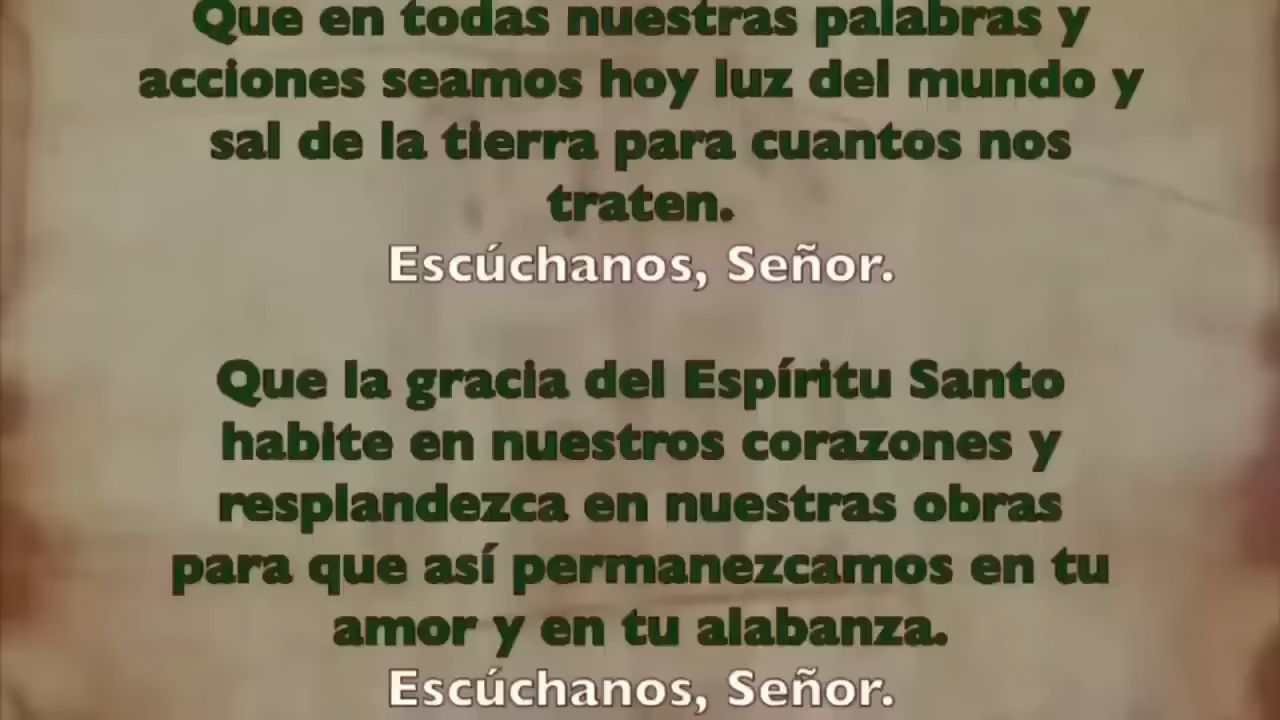 Que en todas nuestras palabras y
acciones seamos hoy luz del mundo y
sal de la tierra para cuantos nos
traten.
Escúchanos, Señor.
Que la gracia del Espíritu Santo
habite en nuestros corazones y
resplandezca en nuestras obras
para que así permanezcamos en tu
amor y en tu alabanza.
Escúchanos, Señor.